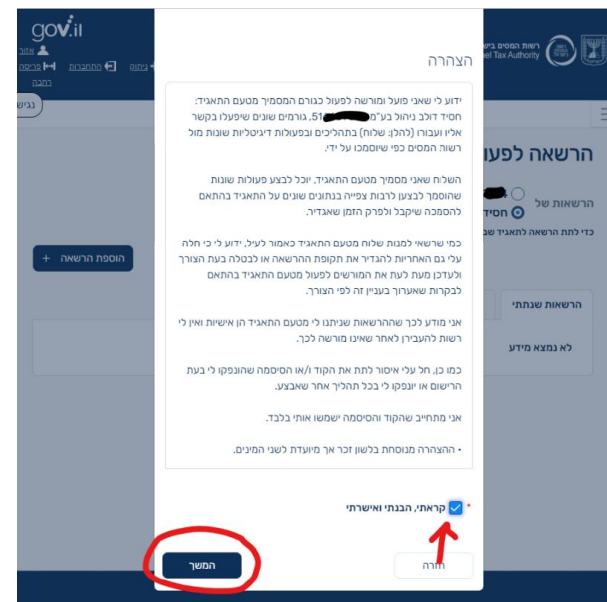 gov.il
אזור
ניתוק
התחברות
פריסה
רחבה
רשות המסים ביש
el Tax Authority
נגיש
הצהרה
ידוע לי שאני פועל ומורשה לפעול כגורם המסמיך מטעם התאגיד:
חסיד דולב ניהול בע"מ 51, גורמים שונים שיפעלו בקשר
אליו ועבורו (להלן: שלוח) בתהליכים ובפעולות דיגיטליות שונות מול
רשות המסים כפי שיוסמכו על ידי.
השלוח שאני מסמיך מטעם התאגיד, יוכל לבצע פעולות שונות
שהוסמך לבצען לרבות צפייה בנתונים שונים על התאגיד בהתאם
להסמכה שיקבל ולפרק הזמן שאגדיר.
כמי שרשאי למנות שלוח מטעם התאגיד כאמור לעיל, ידוע לי כי חלה
עלי גם האחריות להגדיר את תקופת ההרשאה או לבטלה בעת הצורך
ולעדכן מעת לעת את המורשים לפעול מטעם התאגיד בהתאם
לבקרות שאערוך בעניין זה לפי הצורך.
אני מודע לכך שההרשאות שניתנו לי מטעם התאגיד הן אישיות ואין לי
רשות להעבירן לאחר שאינו מורשה לכך.
כמו כן, חל עלי איסור לתת את הקוד ו/או הסיסמה שהונפקו לי בעת
הרישום או יונפקו לי בכל תהליך אחר שאבצע.
אני מתחייב שהקוד והסיסמה ישמשו אותי בלבד.
• ההצהרה מנוסחת בלשון זכר אך מיועדת לשני המינים.
* קראתי, הבנתי ואישרתי
חזרה
המשך
הרשאה לפעו
הרשאות של
חסיד
כדי לתת הרשאה לתאגיד שב
הוספת הרשאה +
הרשאות שנתתי
לא נמצא מידע